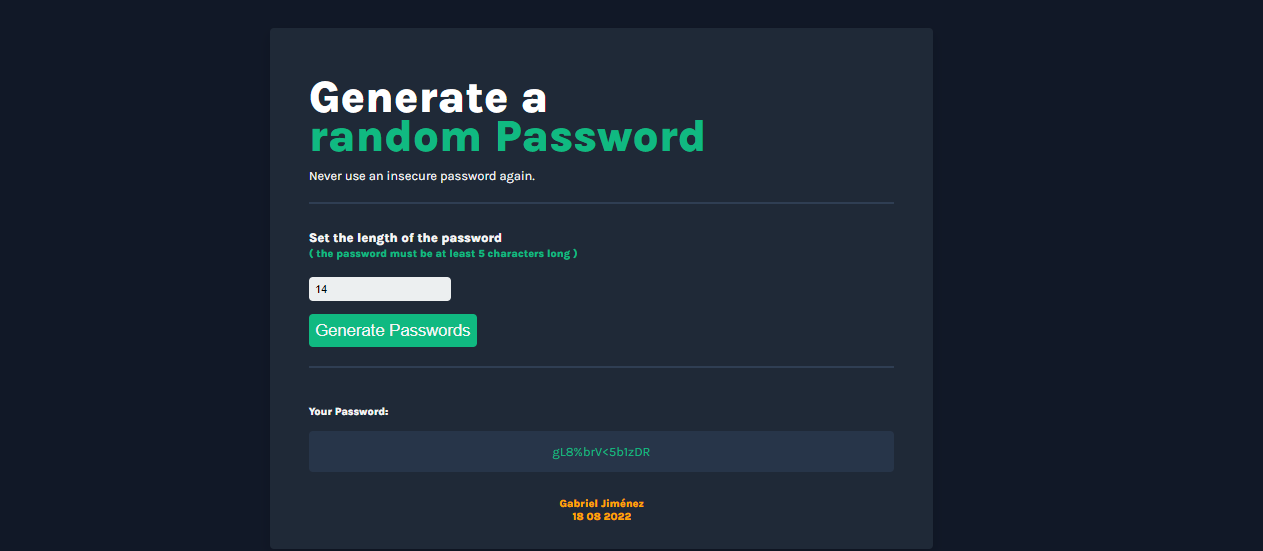 Generate a
random Password
Never use an insecure password again.
Set the length of the password
( the password must be at least 5 characters long )
14
Generate Passwords
Your Password:
gL8%brV<5b1zDR
Gabriel Jiménez
18 08 2022